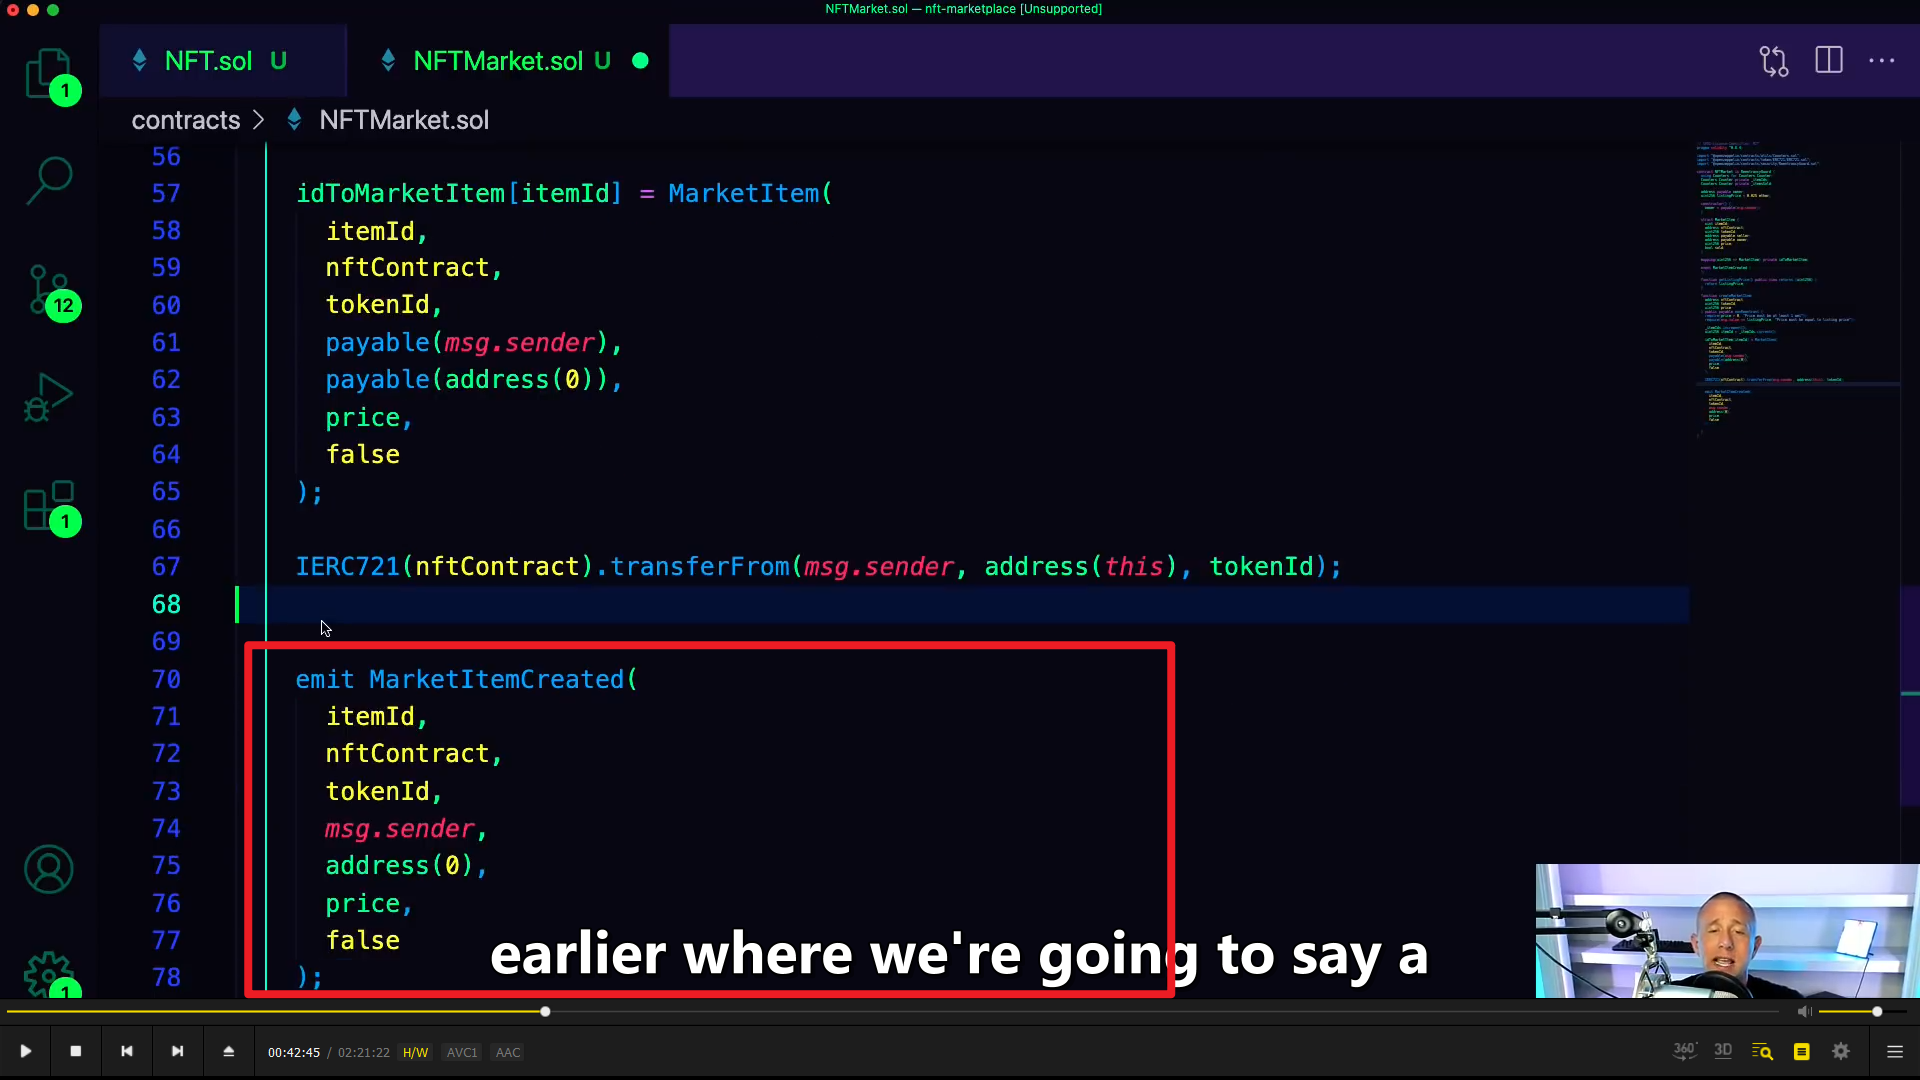 NFTMarket.sol — nft-marketplace [Unsupported]
NFT.sol U
NFTMarket.sol U
contracts > NFTMarket.sol
1
12
1
1
56
57 idToMarketItem[itemId] = MarketItem(
58 itemId,
59 nftContract,
60 tokenId,
61 payable(msg.sender),
62 payable(address(0)),
63 price,
64 false
65 );
66
67 IERC721(nftContract).transferFrom(msg.sender, address(this), tokenId);
68
69
70 emit MarketItemCreated(
71 itemId,
72 nftContract,
73 tokenId,
74 msg.sender,
75 address(0),
76 price,
77 false
78 );
earlier where we're going to say a
00:42:45 / 02:21:22 H/W AVC1 AAC
360° 3D